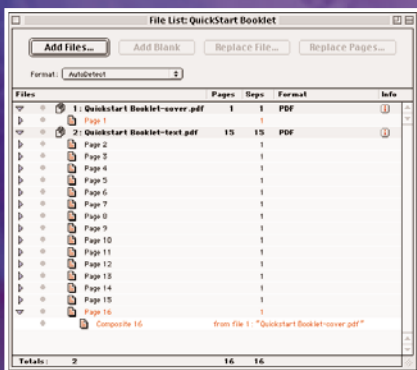 File List: QuickStart Booklet
Add Files... Add Blank Replace File... Replace Pages...
Format: AutoDetect
Files Pages Seps Format Info
1: Quickstart Booklet-cover.pdf 1 1 PDF
Page 1 1
2: Quickstart Booklet-text.pdf 15 15 PDF
Page 2 1
Page 3 1
Page 4 1
Page 5 1
Page 6 1
Page 7 1
Page 8 1
Page 9 1
Page 10 1
Page 11 1
Page 12 1
Page 13 1
Page 14 1
Page 15 1
Page 16 1
Composite 16 from file 1: "Quickstart Booklet-cover.pdf"
Totals: 2 16 16